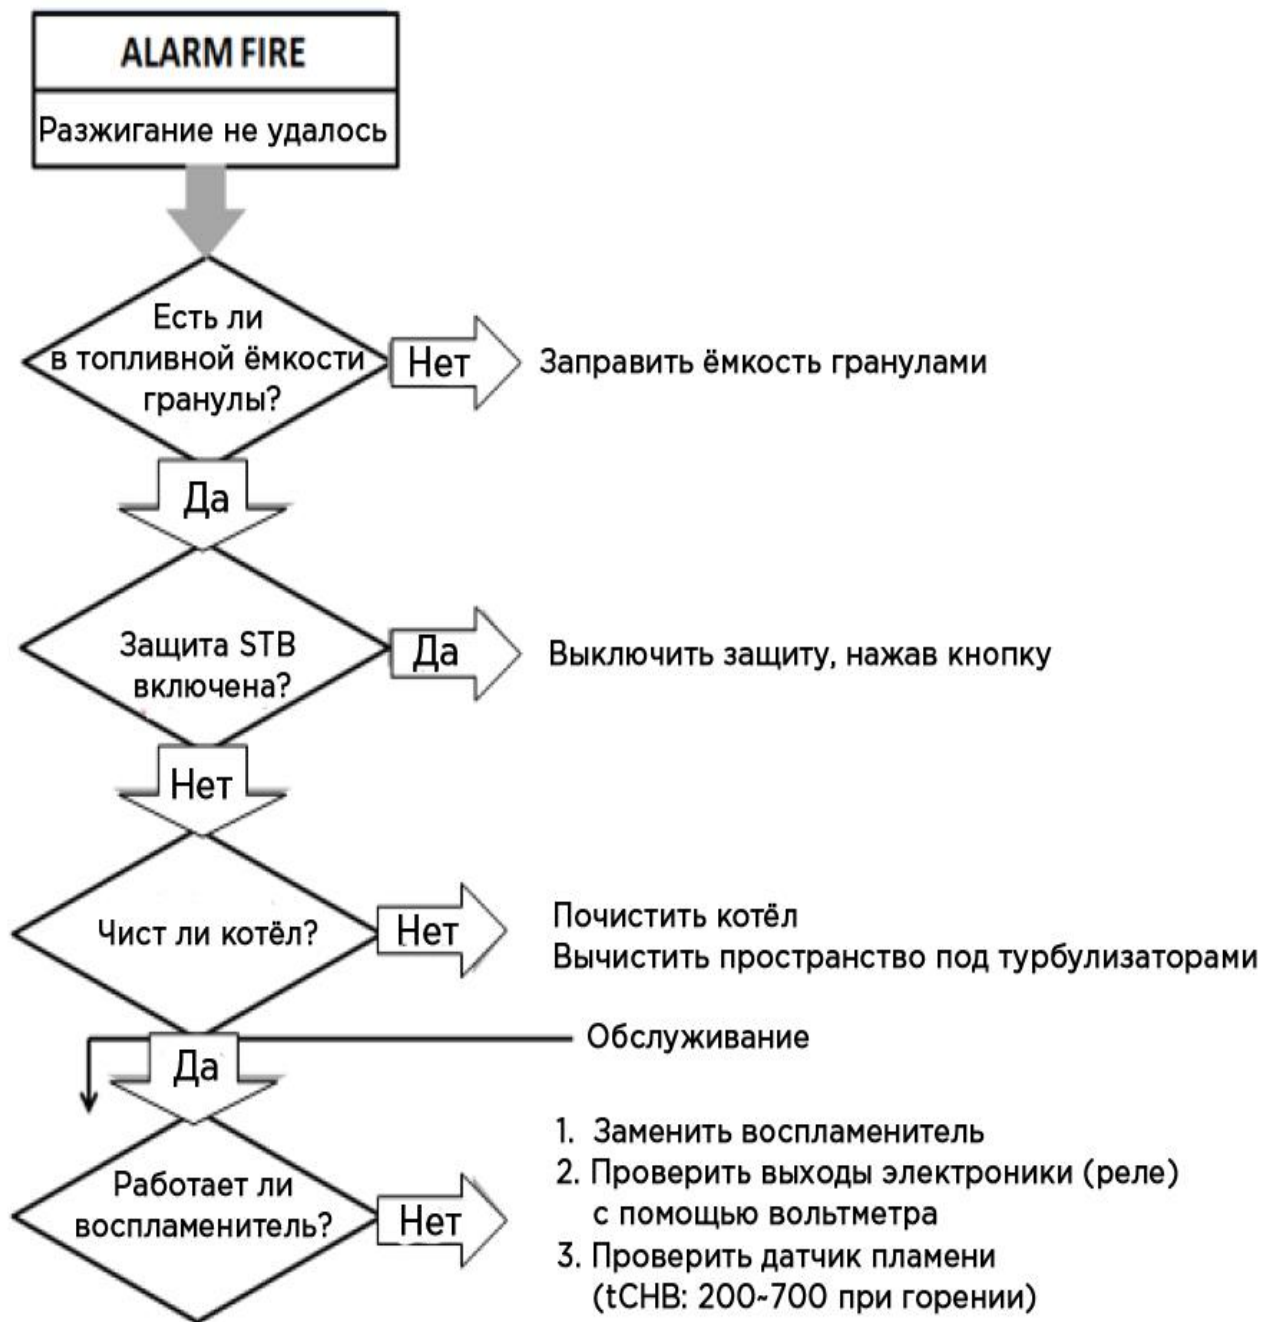 ALARM FIRE
Разжигание не удалось
Есть ли
в топливной ёмкости
гранулы?
Нет
Заправить ёмкость гранулами
Да
Защита STB
включена?
Да
Выключить защиту, нажав кнопку
Нет
Чист ли котёл?
Нет
Почистить котёл
Вычистить пространство под турбулизаторами
Обслуживание
Да
Работает ли
воспламенитель?
Нет
1. Заменить воспламенитель
2. Проверить выходы электроники (реле)
с помощью вольтметра
3. Проверить датчик пламени
(tCHB: 200~700 при горении)